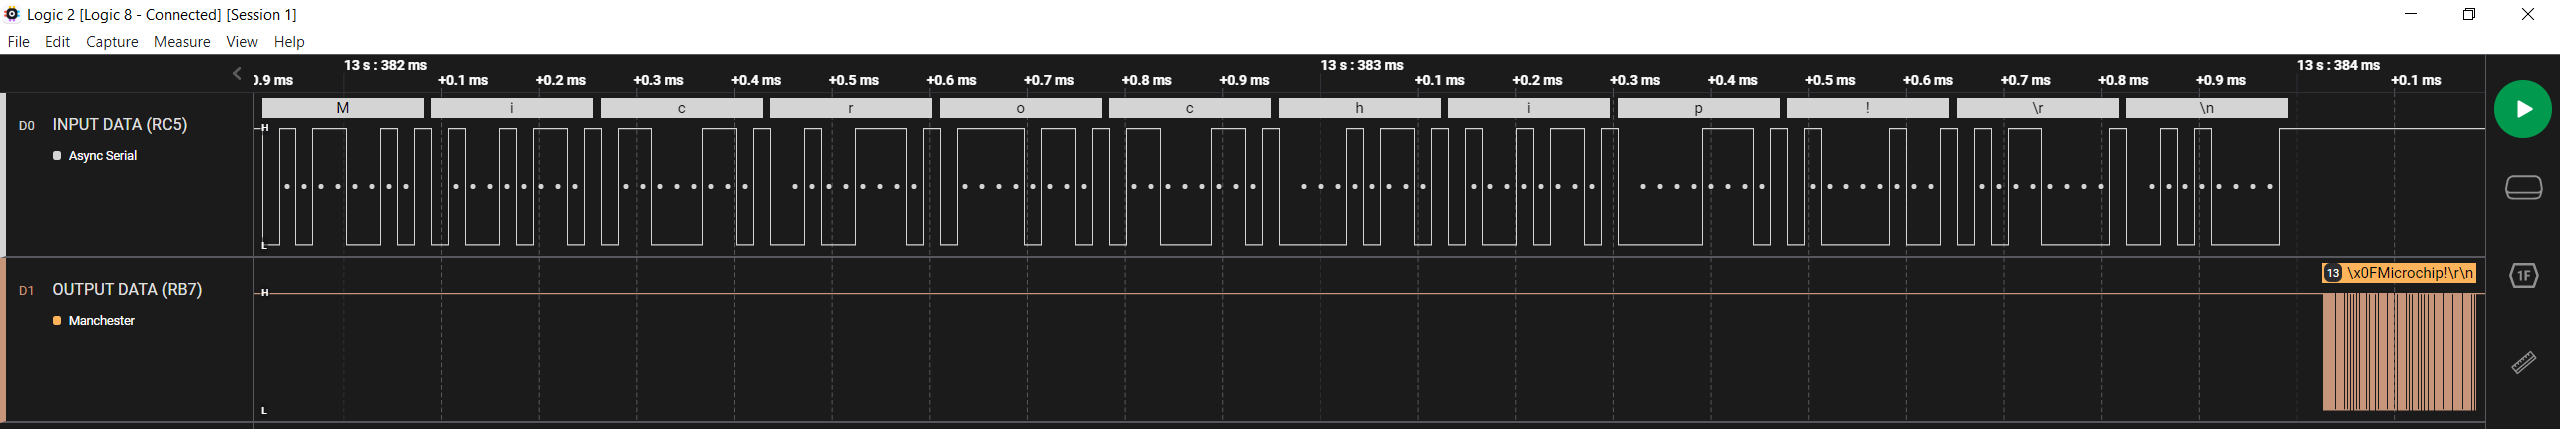 Logic 2 [Logic 8 - Connected] [Session 1]
File Edit Capture Measure View Help
13 s : 382 ms 13 s : 383 ms 13 s : 384 ms
0.9 ms +0.1 ms +0.2 ms +0.3 ms +0.4 ms +0.5 ms +0.6 ms +0.7 ms +0.8 ms +0.9 ms +0.1 ms +0.2 ms +0.3 ms +0.4 ms +0.5 ms +0.6 ms +0.7 ms +0.8 ms +0.9 ms +0.1 ms
M i c r o c h i p ! \r \n
D0 INPUT DATA (RC5) H
Async Serial
L
13 \x0FMicrochip!\r\n
D1 OUTPUT DATA (RB7) H
Manchester
L
1F